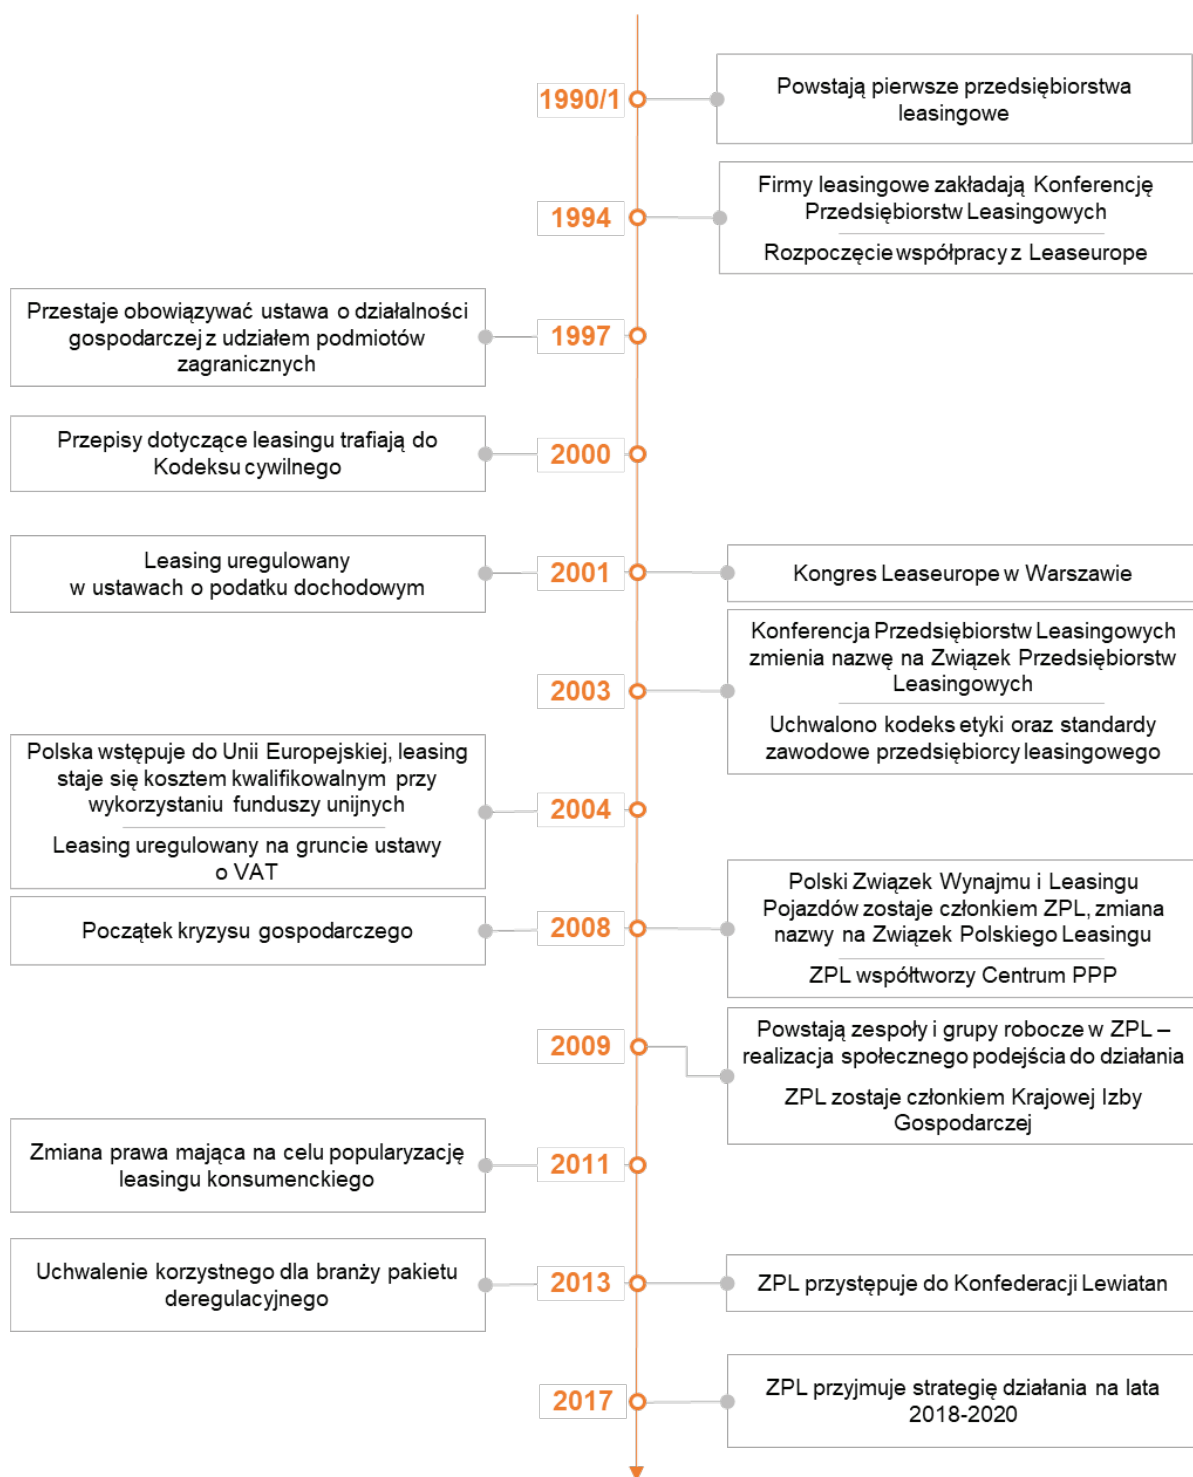 1990/1
Powstają pierwsze przedsiębiorstwa
leasingowe
1994
Firmy leasingowe zakładają Konferencję
Przedsiębiorstw Leasingowych
Rozpoczęcie współpracy z Leaseurope
Przestaje obowiązywać ustawa o działalności
gospodarczej z udziałem podmiotów
zagranicznych
1997
Przepisy dotyczące leasingu trafiają do
Kodeksu cywilnego
2000
Leasing uregulowany
w ustawach o podatku dochodowym
2001
Kongres Leaseurope w Warszawie
2003
Konferencja Przedsiębiorstw Leasingowych
zmienia nazwę na Związek Przedsiębiorstw
Leasingowych
Uchwalono kodeks etyki oraz standardy
zawodowe przedsiębiorcy leasingowego
Polska wstępuje do Unii Europejskiej, leasing
staje się kosztem kwalifikowalnym przy
wykorzystaniu funduszy unijnych
Leasing uregulowany na gruncie ustawy
o VAT
2004
Początek kryzysu gospodarczego
2008
Polski Związek Wynajmu i Leasingu
Pojazdów zostaje członkiem ZPL, zmiana
nazwy na Związek Polskiego Leasingu
ZPL współtworzy Centrum PPP
2009
Powstają zespoły i grupy robocze w ZPL –
realizacja społecznego podejścia do działania
ZPL zostaje członkiem Krajowej Izby
Gospodarczej
Zmiana prawa mająca na celu popularyzację
leasingu konsumenckiego
2011
Uchwalenie korzystnego dla branży pakietu
deregulacyjnego
2013
ZPL przystępuje do Konfederacji Lewiatan
2017
ZPL przyjmuje strategię działania na lata
2018-2020